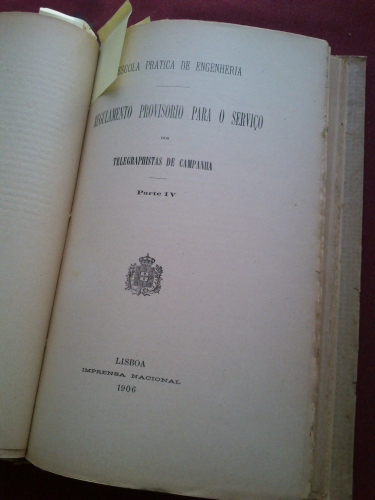 ESCOLA PRATICA DE ENGENHERIA
REGULAMENTO PROVISORIO PARA O SERVIÇO
DOS
TELEGRAPHISTAS DE CAMPANHA
Parte IV
LISBOA
IMPRENSA NACIONAL
1906